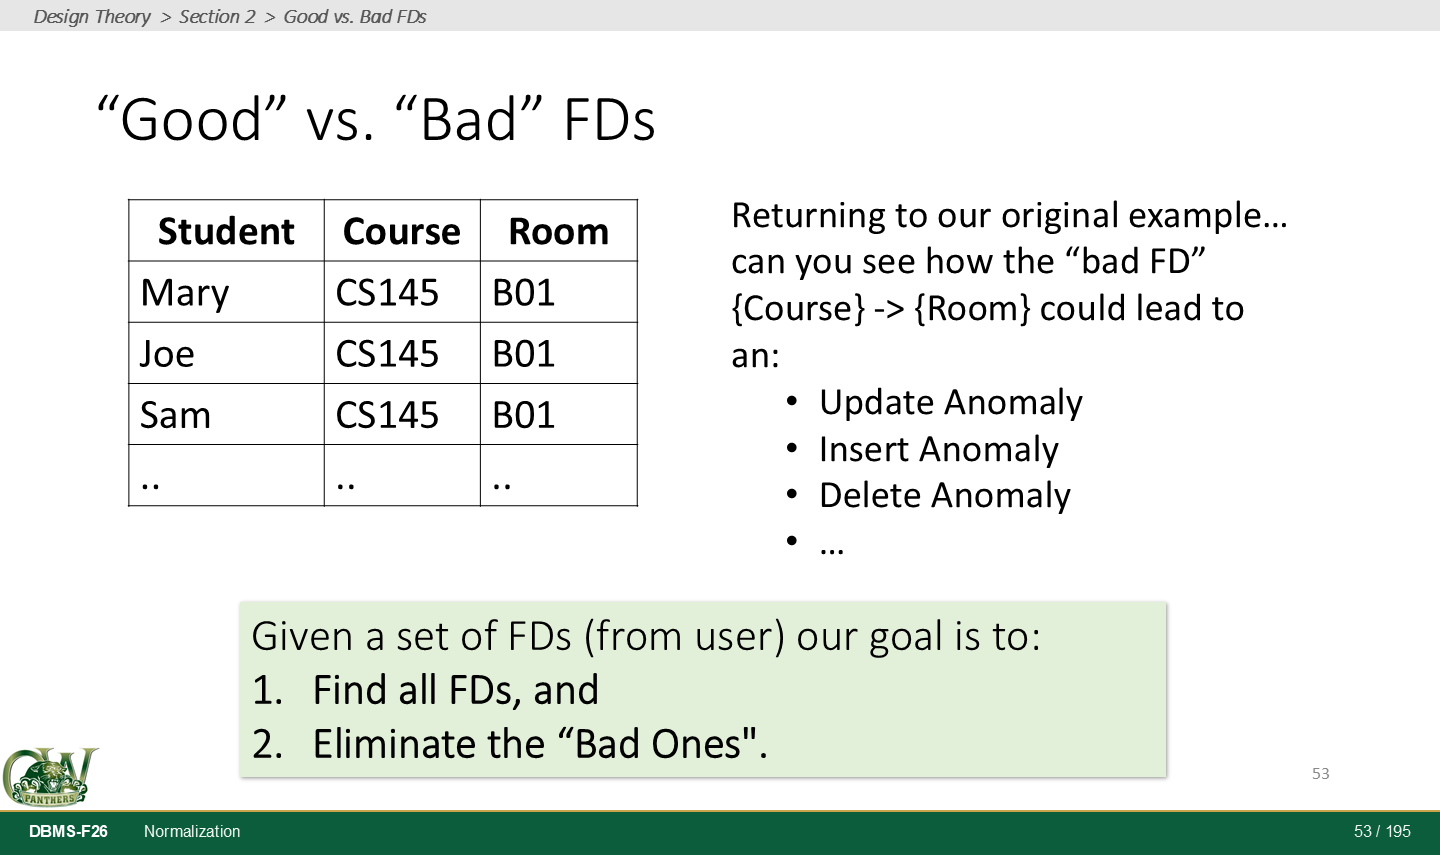 Design Theory > Section 2 > Good vs. Bad FDs
“Good” vs. “Bad” FDs
Student Course Room
Mary CS145 B01
Joe CS145 B01
Sam CS145 B01
.. .. ..
Returning to our original example…
can you see how the “bad FD”
{Course} -> {Room} could lead to
an:
• Update Anomaly
• Insert Anomaly
• Delete Anomaly
• …
Given a set of FDs (from user) our goal is to:
1. Find all FDs, and
2. Eliminate the “Bad Ones".
53
OW
PANTHERS
DBMS-F26 Normalization 53 / 195